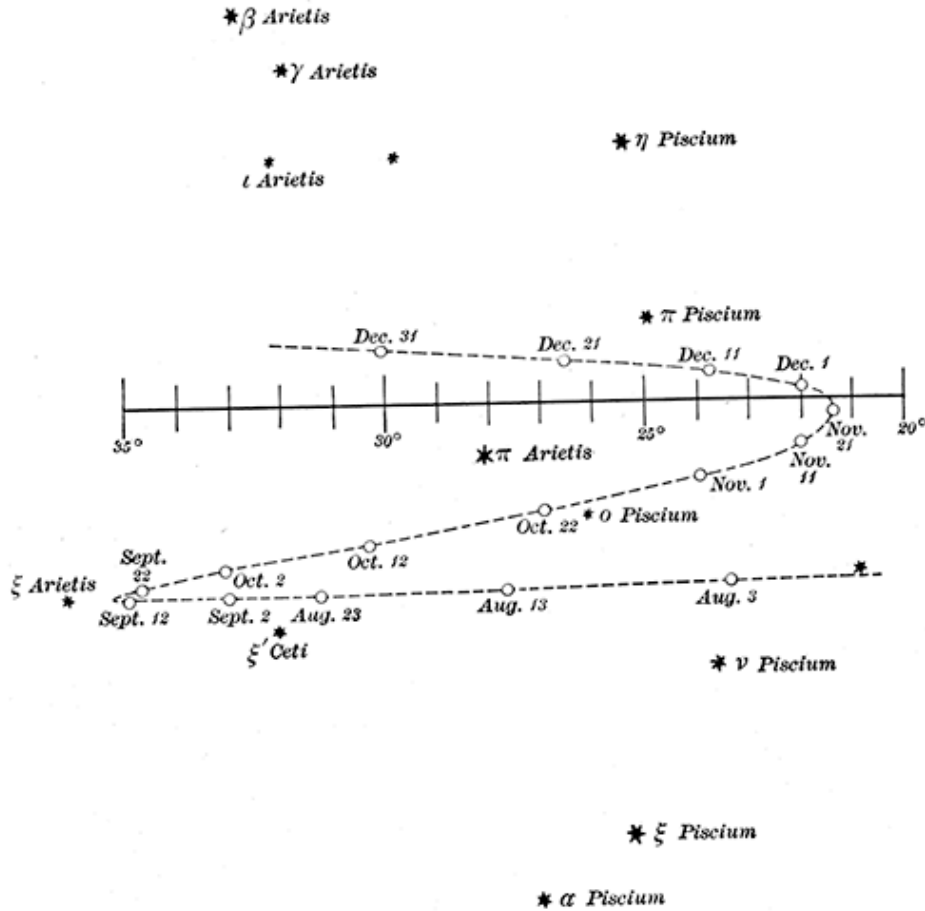 β Arietis
γ Arietis
η Piscium
ι Arietis
π Piscium
Dec. 31
Dec. 21
Dec. 11
Dec. 1
35°
30°
25°
20°
π Arietis
Nov.
21
Nov.
11
Nov. 1
Oct. 22
ο Piscium
Oct. 12
Oct. 2
Sept.
22
ξ Arietis
Sept. 12
Sept. 2
Aug. 23
Aug. 13
Aug. 3
ξ′ Ceti
ν Piscium
ξ Piscium
α Piscium